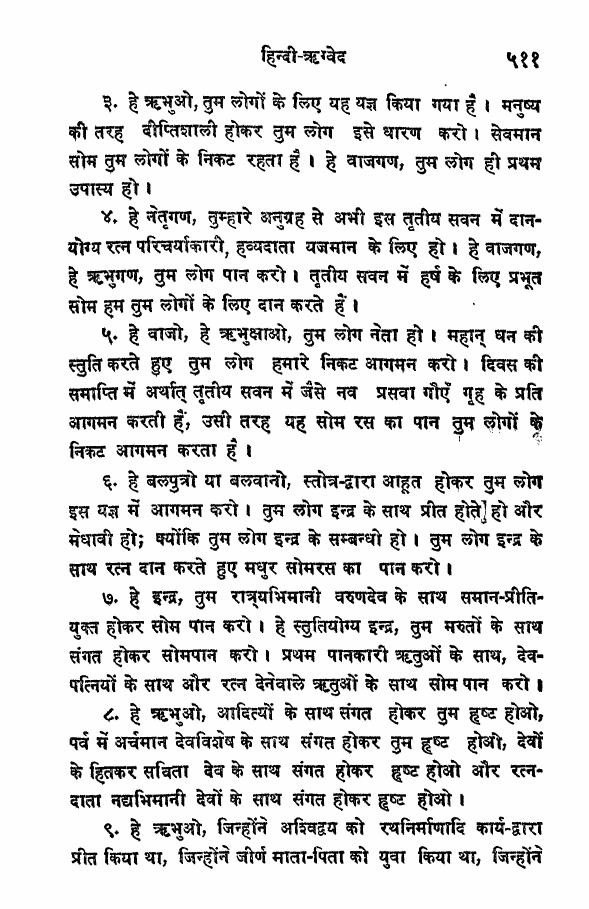 हिन्दी-ऋग्वेद ५११
३. हे ऋभुओ, तुम लोगों के लिए यह यज्ञ किया गया है। मनुष्य
की तरह दीप्तिशाली होकर तुम लोग इसे धारण करो। सेवमान
सोम तुम लोगों के निकट रहता है। हे वाजगण, तुम लोग ही प्रथम
उपास्य हो।
४. हे नेतृगण, तुम्हारे अनुग्रह से अभी इस तृतीय सवन में दान-
योग्य रत्न परिचर्याकारी, हव्यदाता यजमान के लिए हो। हे वाजगण,
हे ऋभुगण, तुम लोग पान करो। तृतीय सवन में हर्ष के लिए प्रभूत
सोम हम तुम लोगों के लिए दान करते हैं।
५. हे वाजो, हे ऋभुक्षाओ, तुम लोग नेता हो। महान् धन की
स्तुति करते हुए तुम लोग हमारे निकट आगमन करो। दिवस की
समाप्ति में अर्थात् तृतीय सवन में जैसे नव प्रसवा गौएँ गृह के प्रति
आगमन करती हैं, उसी तरह यह सोम रस का पान तुम लोगों के
निकट आगमन करता है।
६. हे बलपुत्रो या बलवानो, स्तोत्र-द्वारा आहूत होकर तुम लोग
इस यज्ञ में आगमन करो। तुम लोग इन्द्र के साथ प्रीत होते हो और
मेधावी हो; क्योंकि तुम लोग इन्द्र के सम्बन्धी हो। तुम लोग इन्द्र के
साथ रत्न दान करते हुए मधुर सोमरस का पान करो।
७. हे इन्द्र, तुम रात्र्यभिमानी वरुणदेव के साथ समान-प्रीति-
युक्त होकर सोम पान करो। हे स्तुतियोग्य इन्द्र, तुम मरुतों के साथ
संगत होकर सोमपान करो। प्रथम पानकारी ऋतुओं के साथ, देव-
पत्नियों के साथ और रत्न देनेवाले ऋतुओं के साथ सोम पान करो।
८. हे ऋभुओ, आदित्यों के साथ संगत होकर तुम हृष्ट होओ,
पर्व में अर्चमान देवविशेष के साथ संगत होकर तुम हृष्ट होओ, देवों
के हितकर सविता देव के साथ संगत होकर हृष्ट होओ और रत्न-
दाता नद्यभिमानी देवों के साथ संगत होकर हृष्ट होओ।
९. हे ऋभुओ, जिन्होंने अश्विद्वय को रथनिर्माणादि कार्य-द्वारा
प्रीत किया था, जिन्होंने जीर्ण माता-पिता को युवा किया था, जिन्होंने